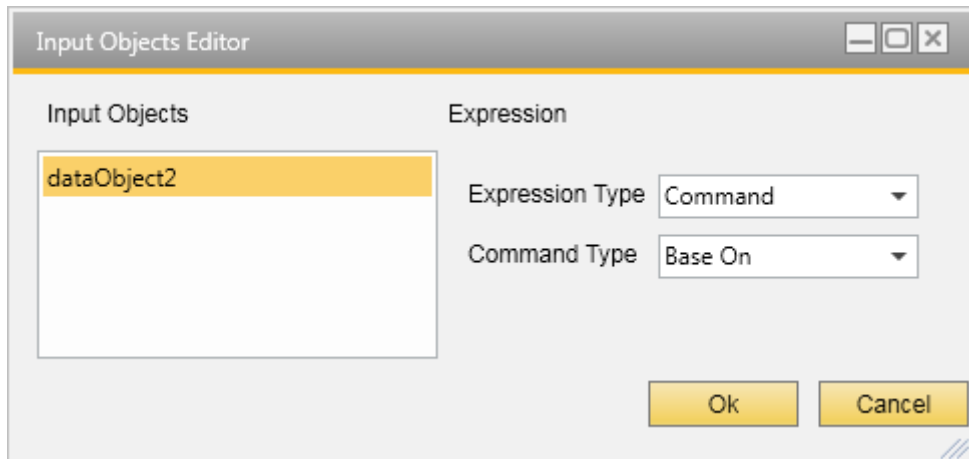 Input Objects Editor
Input Objects
Expression
dataObject2
Expression Type
Command
Command Type
Base On
Ok
Cancel